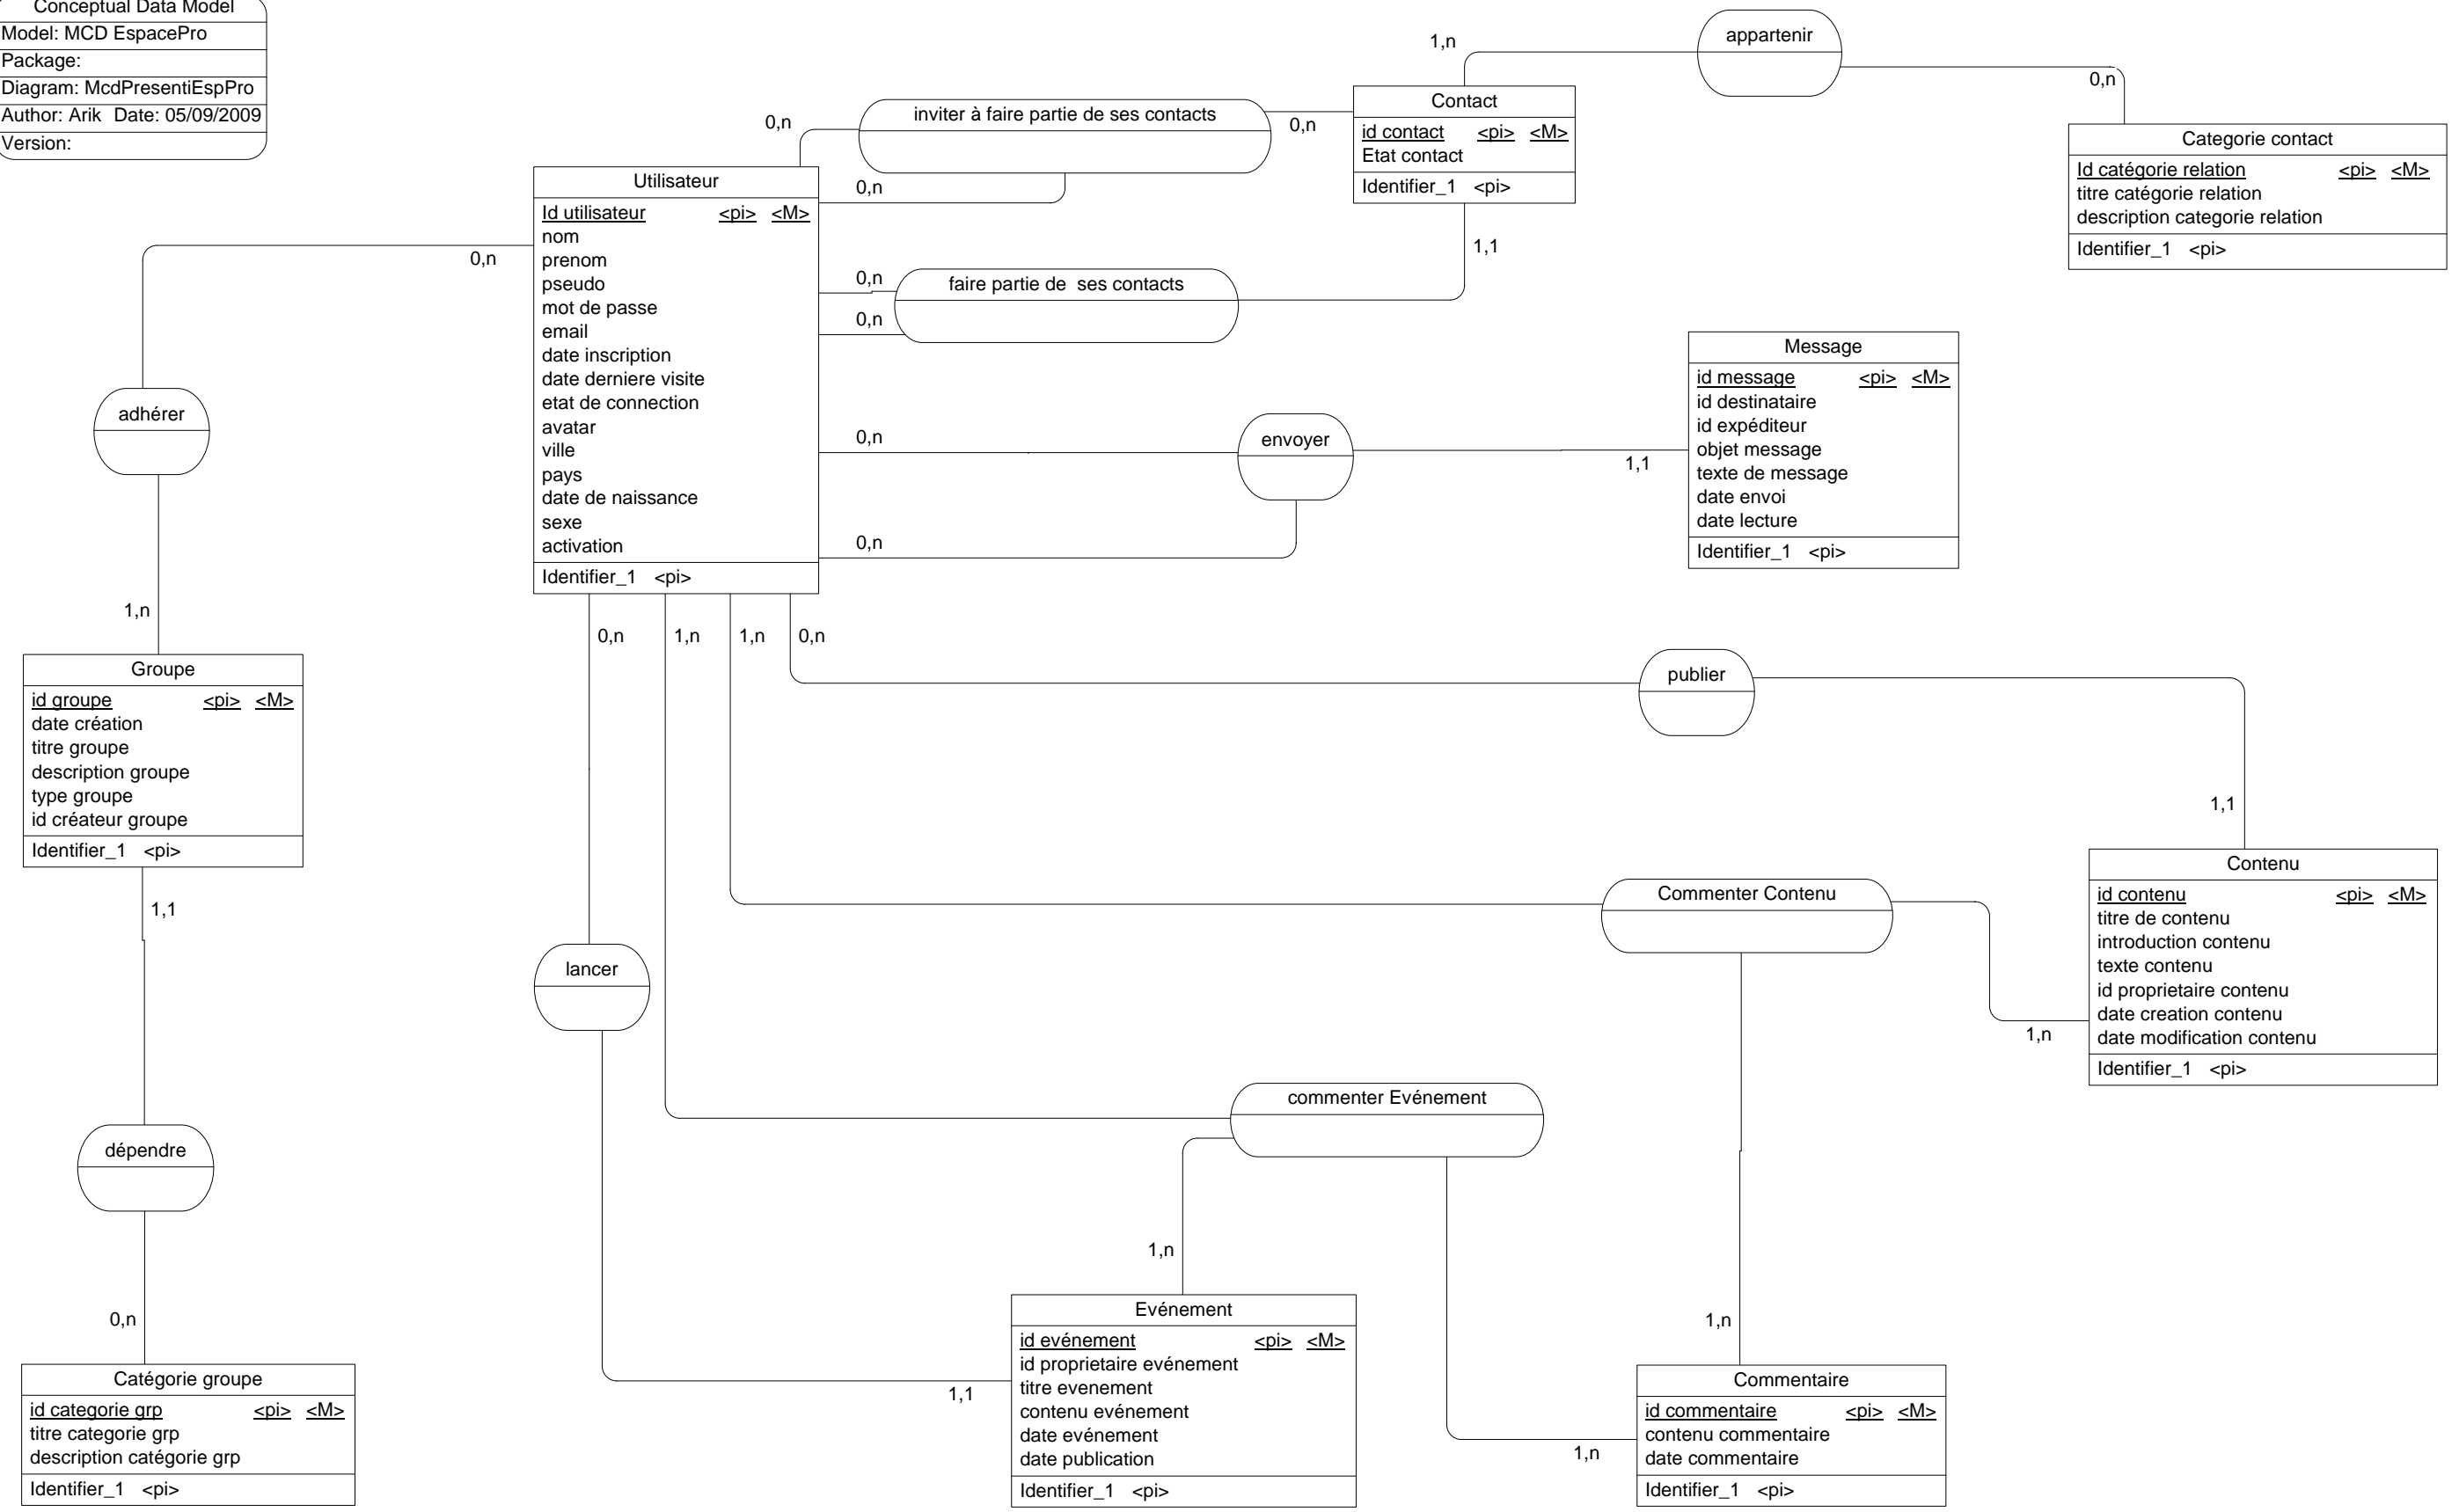 Conceptual Data Model
Model: MCD EspacePro
Package:
Diagram: McdPresentiEspPro
Author: Arik Date: 05/09/2009
Version:
appartenir
1,n
0,n
inviter à faire partie de ses contacts
0,n
0,n
0,n
Contact
id contact <pi> <M>
Etat contact
Identifier_1 <pi>
Categorie contact
Id catégorie relation <pi> <M>
titre catégorie relation
description categorie relation
Identifier_1 <pi>
Utilisateur
Id utilisateur <pi> <M>
nom
prenom
pseudo
mot de passe
email
date inscription
date derniere visite
etat de connection
avatar
ville
pays
date de naissance
sexe
activation
Identifier_1 <pi>
0,n
1,1
faire partie de ses contacts
0,n
0,n
Message
id message <pi> <M>
id destinataire
id expéditeur
objet message
texte de message
date envoi
date lecture
Identifier_1 <pi>
adhérer
envoyer
0,n
1,1
0,n
1,n
0,n
1,n
1,n
0,n
Groupe
id groupe <pi> <M>
date création
titre groupe
description groupe
type groupe
id créateur groupe
Identifier_1 <pi>
publier
1,1
1,1
Contenu
id contenu <pi> <M>
titre de contenu
introduction contenu
texte contenu
id proprietaire contenu
date creation contenu
date modification contenu
Identifier_1 <pi>
Commenter Contenu
1,n
lancer
commenter Evénement
dépendre
1,n
0,n
1,n
Evénement
id evénement <pi> <M>
id proprietaire evénement
titre evenement
contenu evénement
date evénement
date publication
Identifier_1 <pi>
1,1
Catégorie groupe
id categorie grp <pi> <M>
titre categorie grp
description catégorie grp
Identifier_1 <pi>
Commentaire
id commentaire <pi> <M>
contenu commentaire
date commentaire
Identifier_1 <pi>
1,n